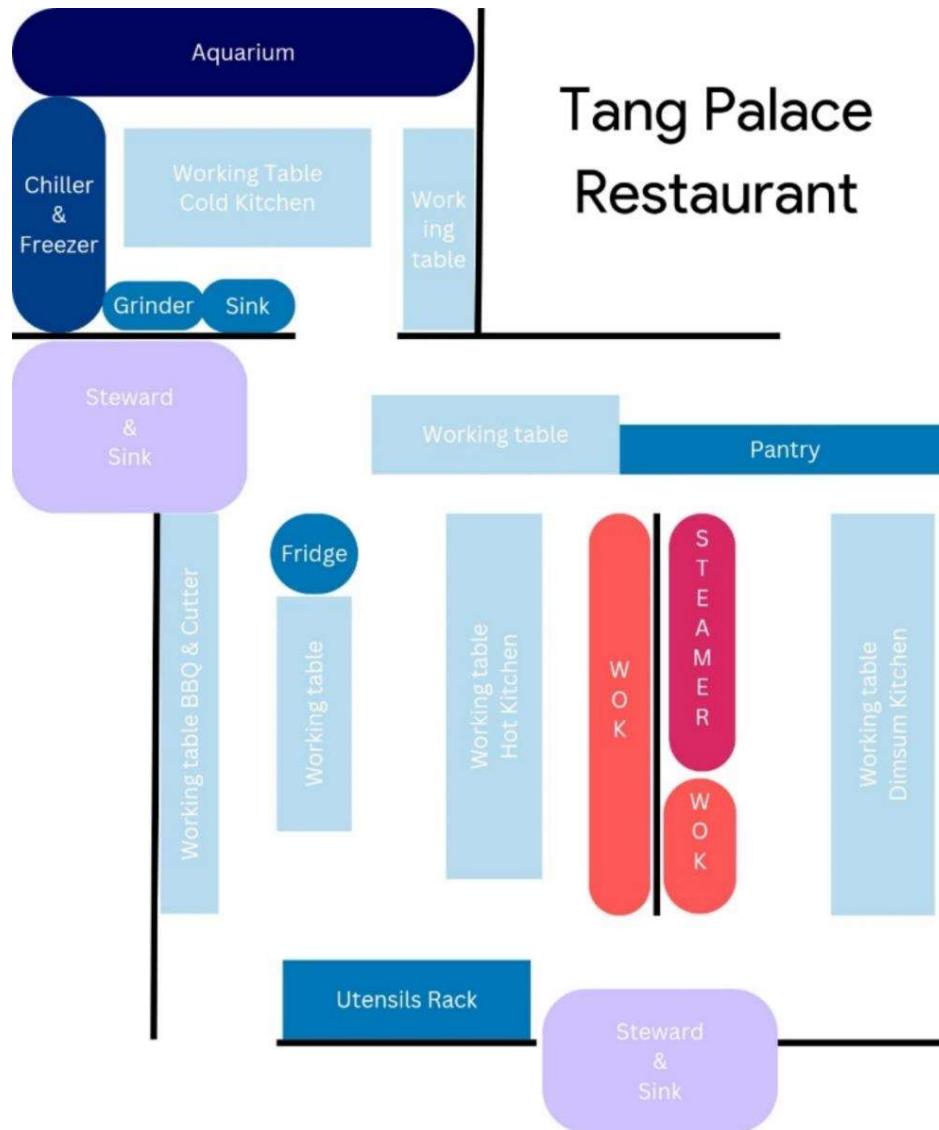 Aquarium
Tang Palace
Restaurant
Chiller
&
Freezer
Working Table
Cold Kitchen
Work
ing
table
Grinder
Sink
Steward
&
Sink
Working table
Pantry
Working table BBQ & Cutter
Fridge
Working table
Working table
Hot Kitchen
W
O
K
S
T
E
A
M
E
R
W
O
K
Working table
Dimsum Kitchen
Utensils Rack
Steward
&
Sink